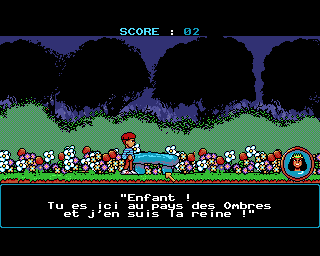 SCORE : 02
"Enfant !
Tu es ici au pays des Ombres
et j'en suis la reine !"